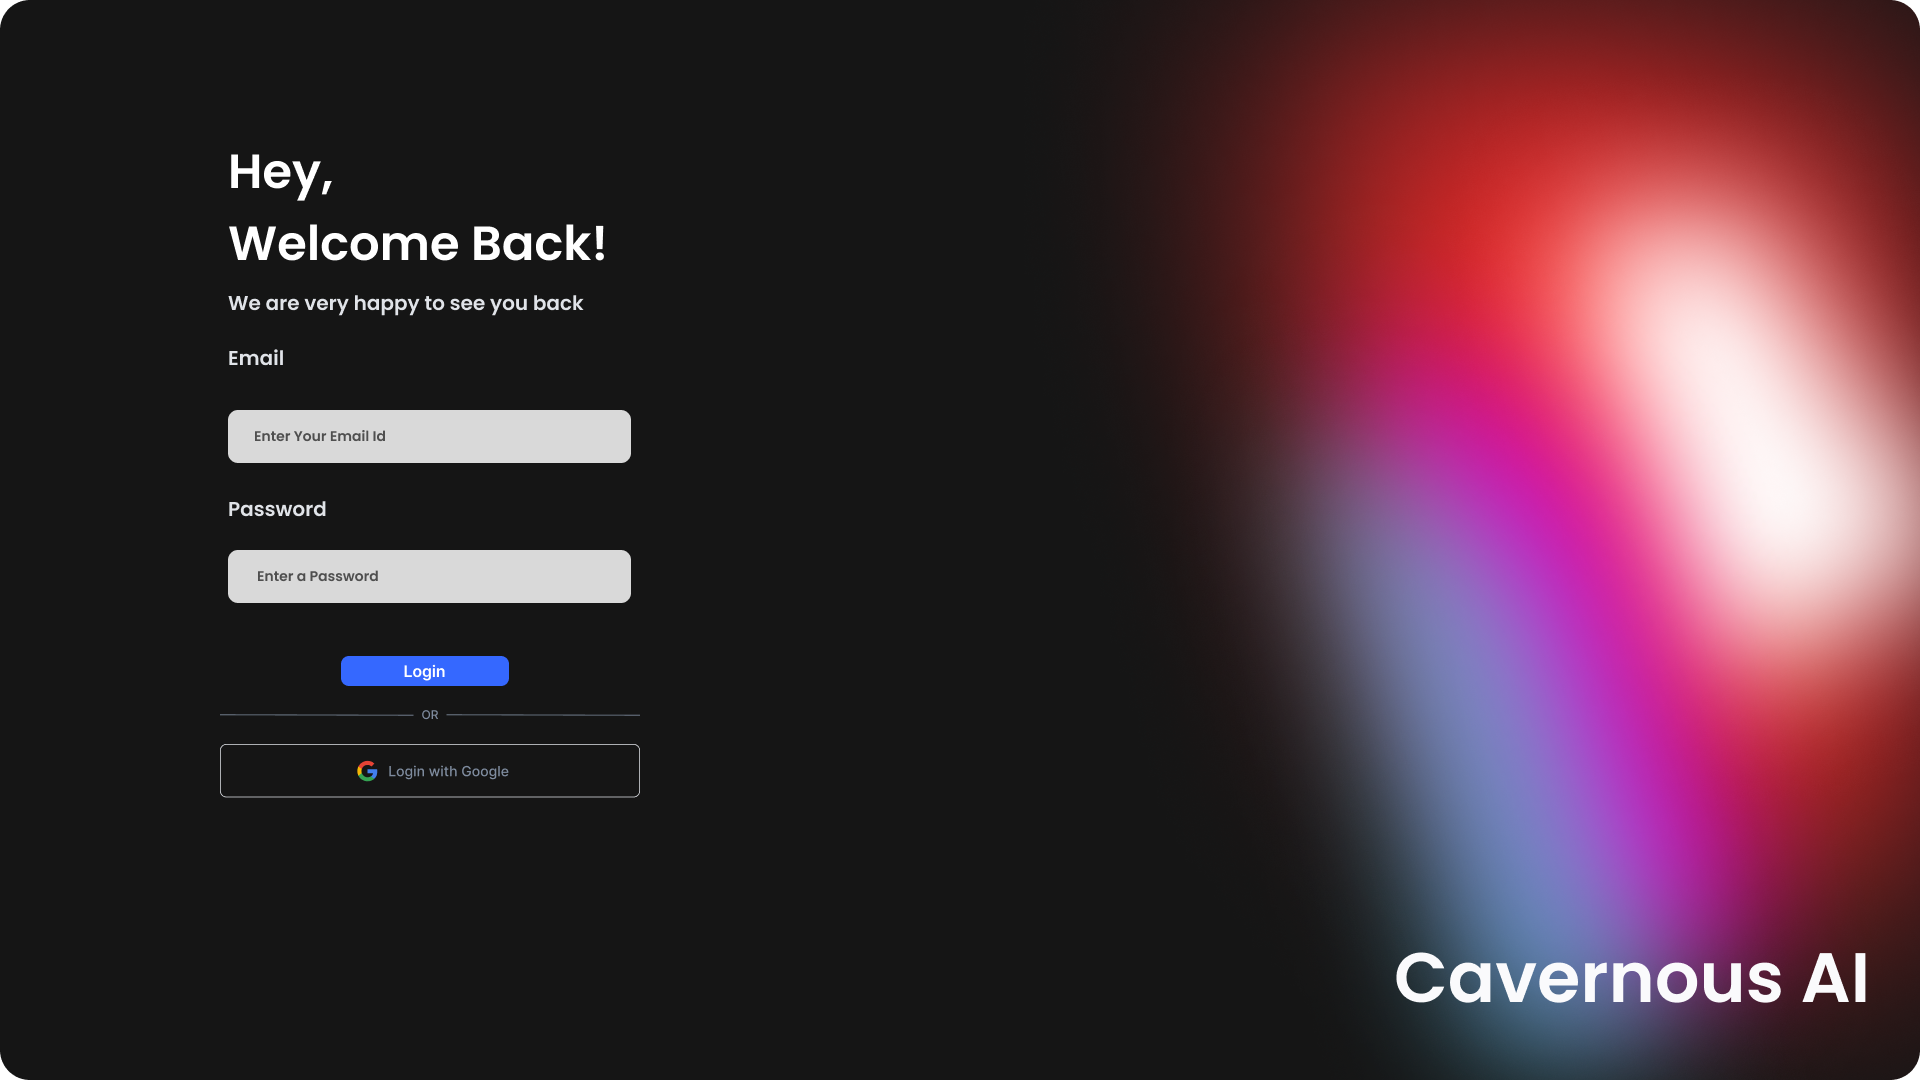 Hey,
Welcome Back!
We are very happy to see you back
Email
Enter Your Email Id
Password
Enter a Password
Login
OR
Login with Google
Cavernous AI